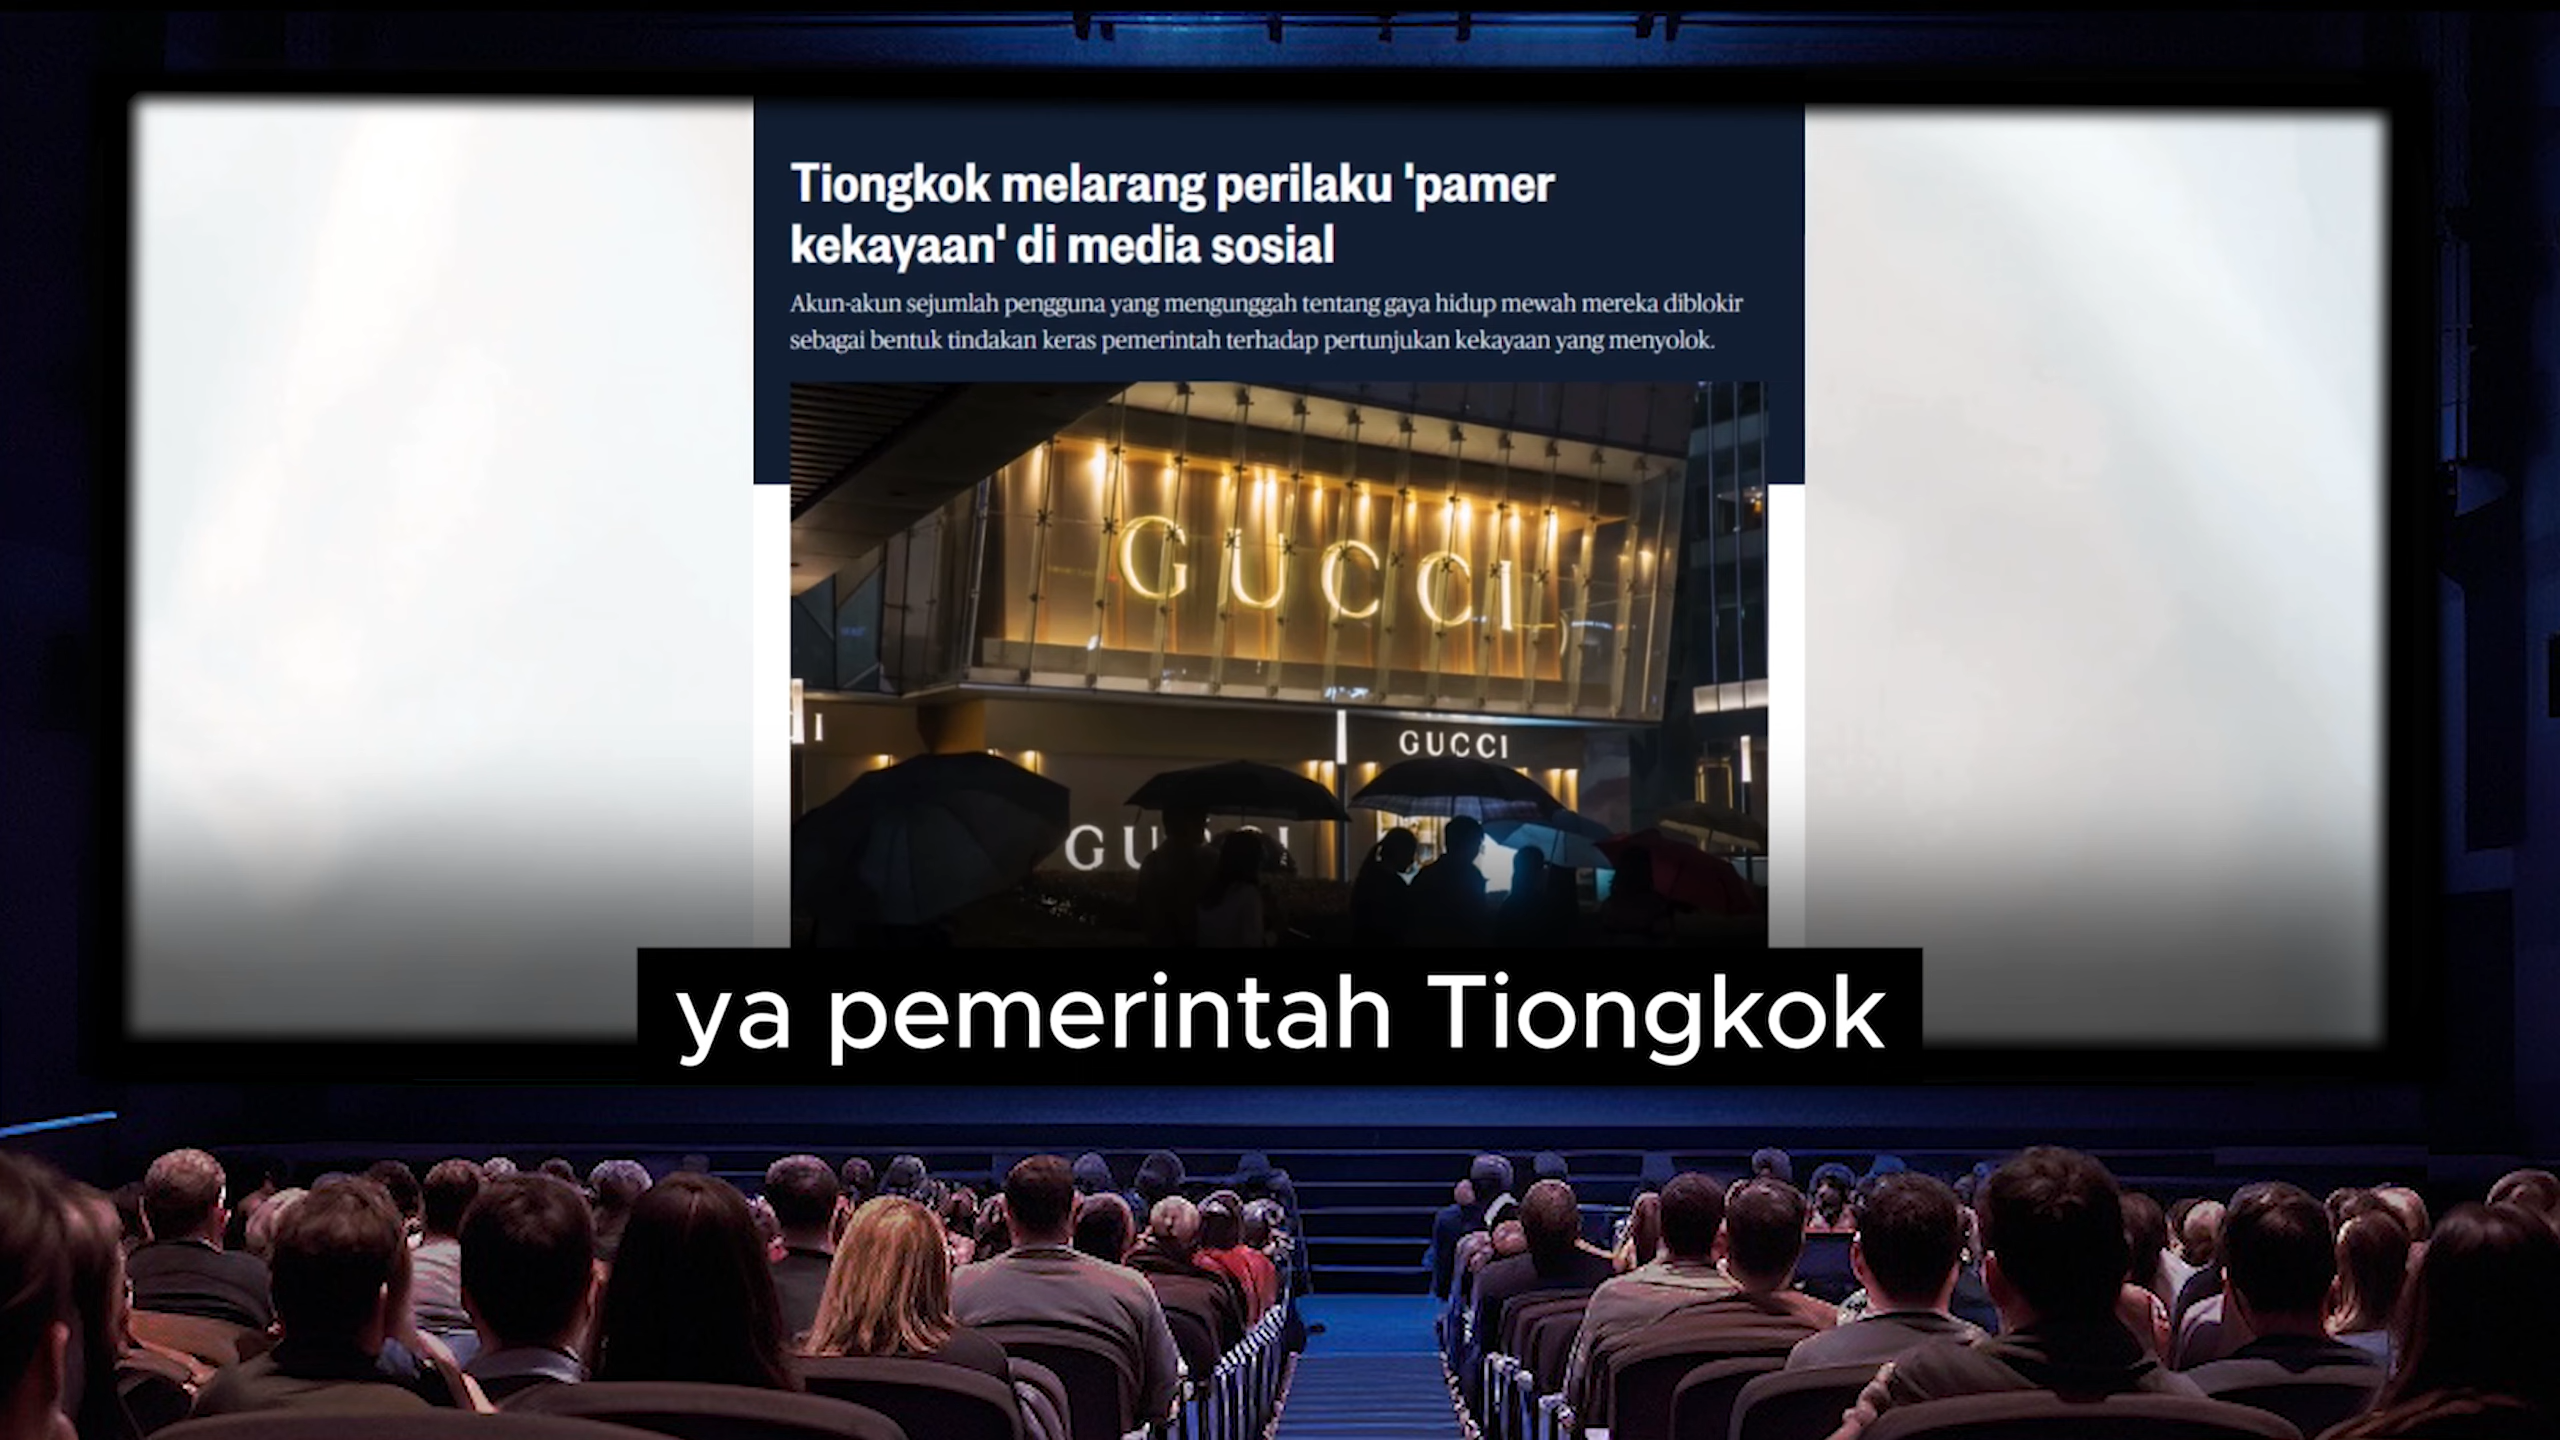 Tiongkok melarang perilaku 'pamer
kekayaan' di media sosial
Akun-akun sejumlah pengguna yang mengunggah tentang gaya hidup mewah mereka diblokir
sebagai bentuk tindakan keras pemerintah terhadap pertunjukan kekayaan yang menyolok.
GUCCI
GUCCI
ya pemerintah Tiongkok